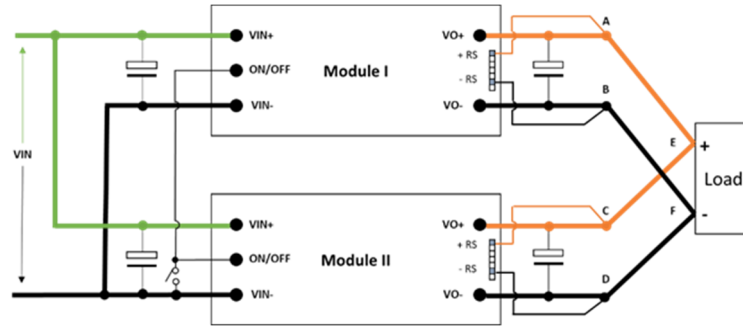 VIN+
ON/OFF
VIN-
Module I
VO+
+ RS
- RS
VO-
A
B
VIN
E
F
+
-
Load
VIN+
ON/OFF
VIN-
Module II
VO+
+ RS
- RS
VO-
C
D